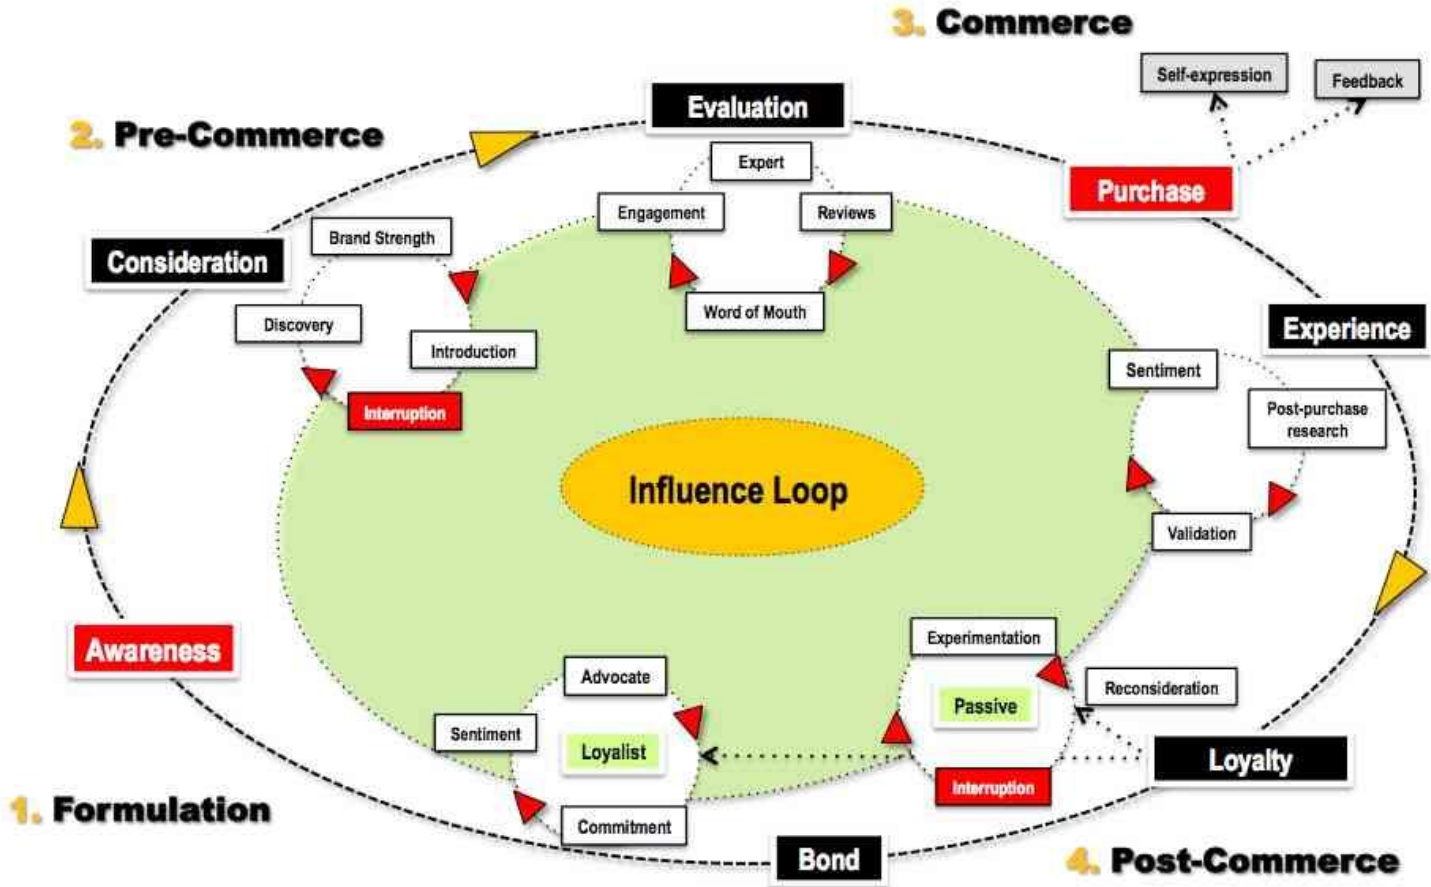 3. Commerce
Self-expression
Feedback
Evaluation
2. Pre-Commerce
Expert
Purchase
Engagement
Reviews
Brand Strength
Consideration
Word of Mouth
Discovery
Experience
Introduction
Sentiment
Interruption
Post-purchase
research
Influence Loop
Validation
Awareness
Experimentation
Advocate
Reconsideration
Passive
Sentiment
Loyalist
Loyalty
Interruption
1. Formulation
Commitment
Bond
4. Post-Commerce